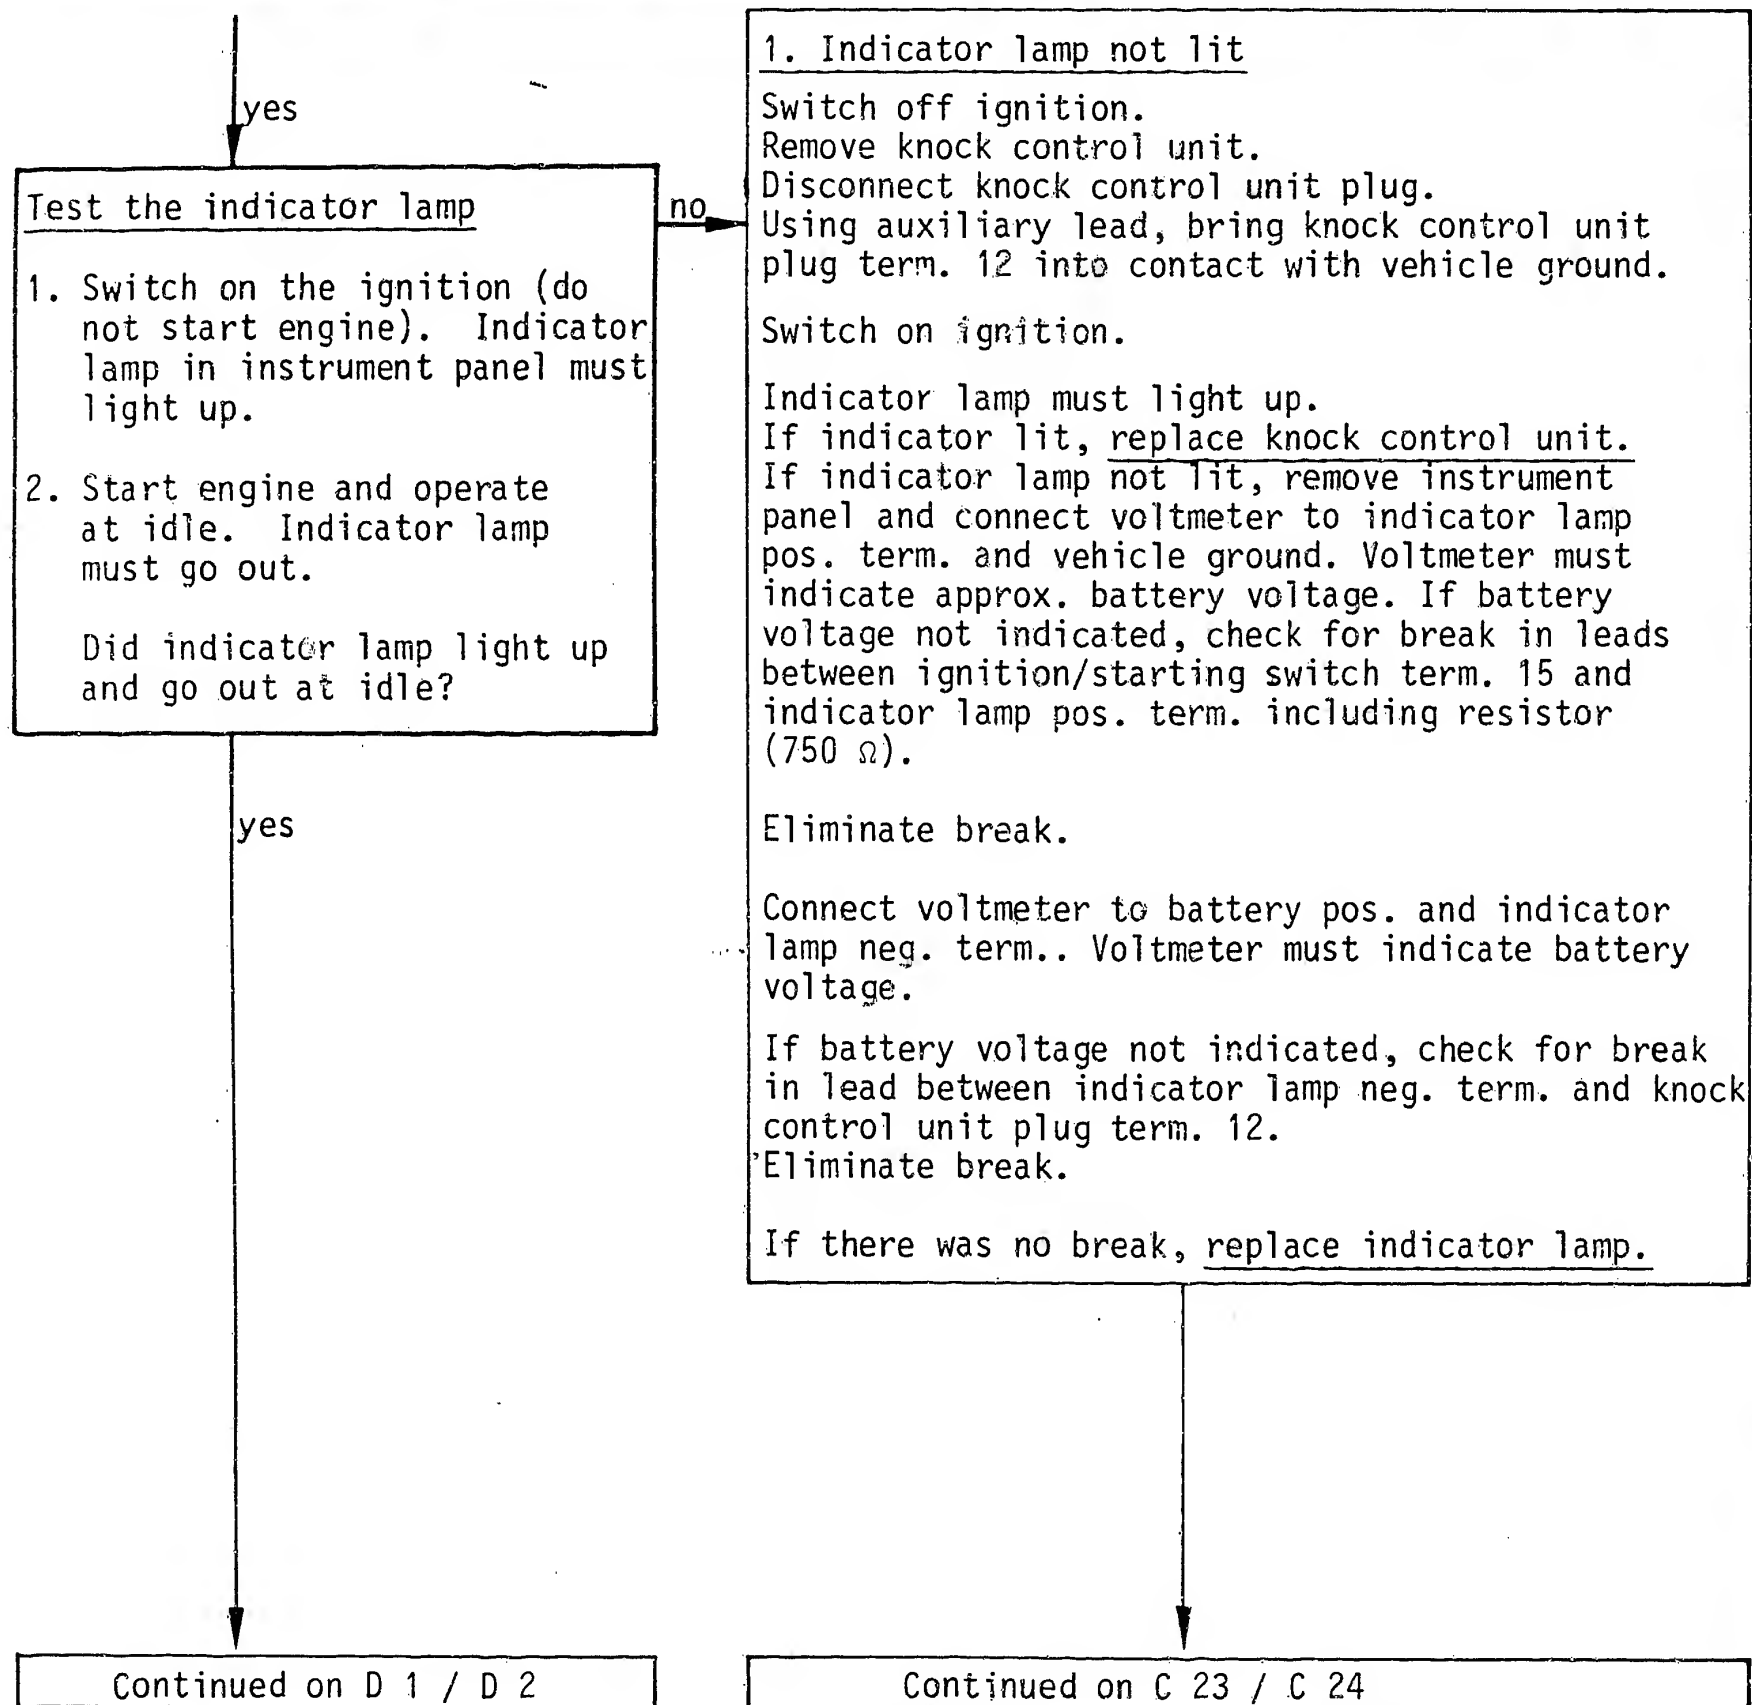 yes
Test the indicator lamp
1. Switch on the ignition (do
not start engine). Indicator
lamp in instrument panel must
light up.
2. Start engine and operate
at idle. Indicator lamp
must go out.
Did indicator lamp light up
and go out at idle?
no
1. Indicator lamp not lit
Switch off ignition.
Remove knock control unit.
Disconnect knock control unit plug.
Using auxiliary lead, bring knock control unit
plug term. 12 into contact with vehicle ground.
Switch on ignition.
Indicator lamp must light up.
If indicator lit, replace knock control unit.
If indicator lamp not lit, remove instrument
panel and connect voltmeter to indicator lamp
pos. term. and vehicle ground. Voltmeter must
indicate approx. battery voltage. If battery
voltage not indicated, check for break in leads
between ignition/starting switch term. 15 and
indicator lamp pos. term. including resistor
(750 Ω).
Eliminate break.
Connect voltmeter to battery pos. and indicator
lamp neg. term.. Voltmeter must indicate battery
voltage.
If battery voltage not indicated, check for break
in lead between indicator lamp neg. term. and knock
control unit plug term. 12.
Eliminate break.
If there was no break, replace indicator lamp.
yes
Continued on D 1 / D 2
Continued on C 23 / C 24